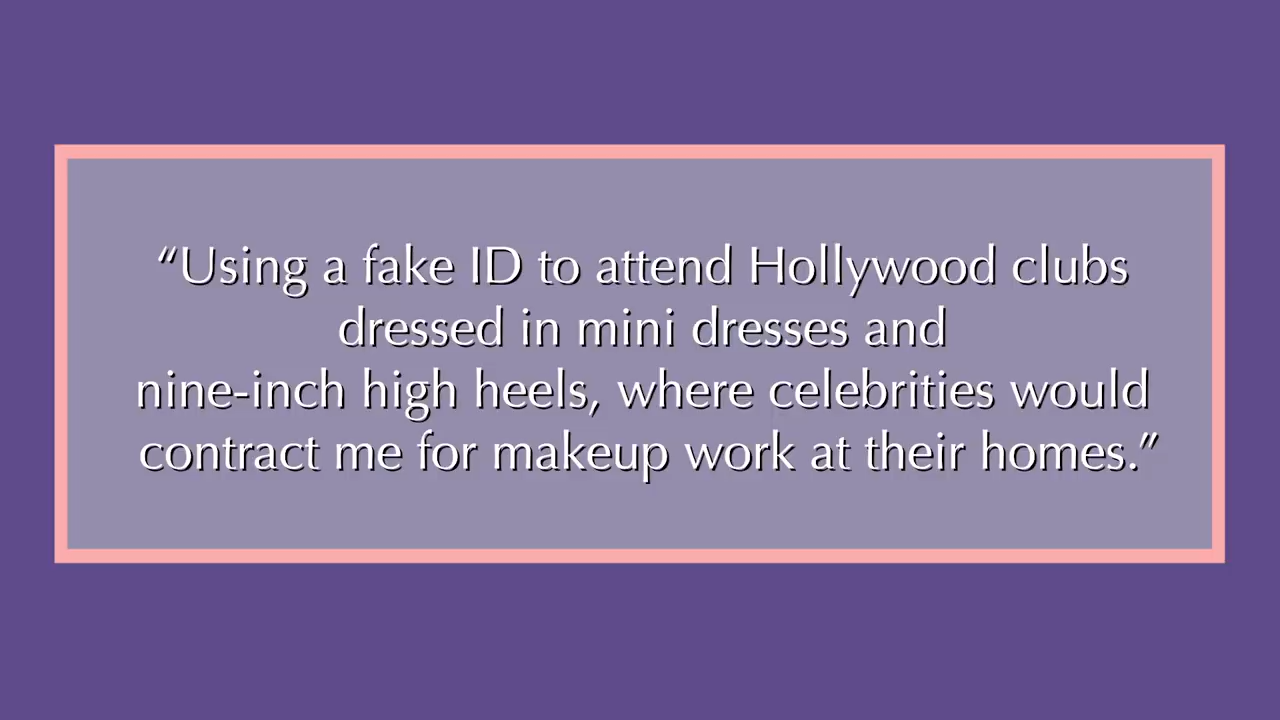 “Using a fake ID to attend Hollywood clubs
dressed in mini dresses and
nine-inch high heels, where celebrities would
contract me for makeup work at their homes.”